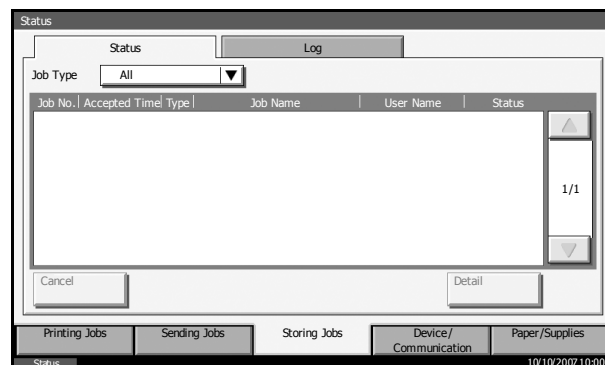 Status
Status Log
Job Type All
Job No. Accepted Time Type Job Name User Name Status
1/1
Cancel Detail
Printing Jobs Sending Jobs Storing Jobs Device/
Communication Paper/Supplies
Status 10/10/2007 10:00